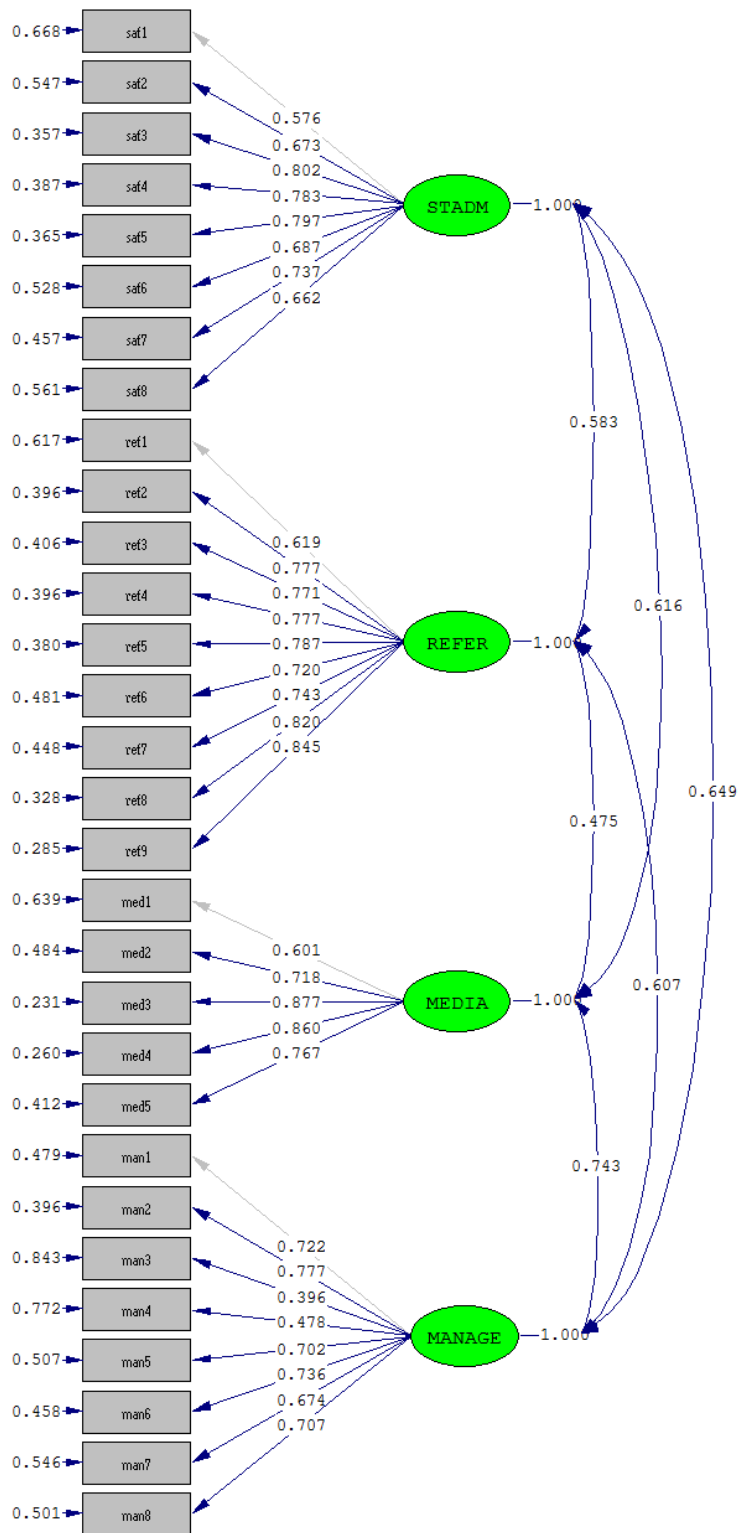 0.668 saf1
0.547 saf2
0.576
0.357 saf3
0.673
0.802
0.387 saf4
0.783
STADM 1.000
0.797
0.365 saf5
0.687
0.528 saf6
0.737
0.662
0.457 saf7
0.561 saf8
0.583
0.617 ref1
0.396 ref2
0.406 ref3
0.619
0.777
0.771
0.396 ref4
0.777
0.616
0.787
0.380 ref5
REFER 1.000
0.720
0.481 ref6
0.743
0.820
0.448 ref7
0.845
0.328 ref8
0.649
0.475
0.285 ref9
0.639 med1
0.484 med2
0.601
0.718
0.231 med3
0.877
MEDIA 1.000
0.607
0.860
0.260 med4
0.767
0.412 med5
0.479 man1
0.743
0.396 man2
0.722
0.843 man3
0.777
0.396
0.772 man4
0.478
MANAGE 1.000
0.702
0.507 man5
0.736
0.674
0.458 man6
0.707
0.546 man7
0.501 man8